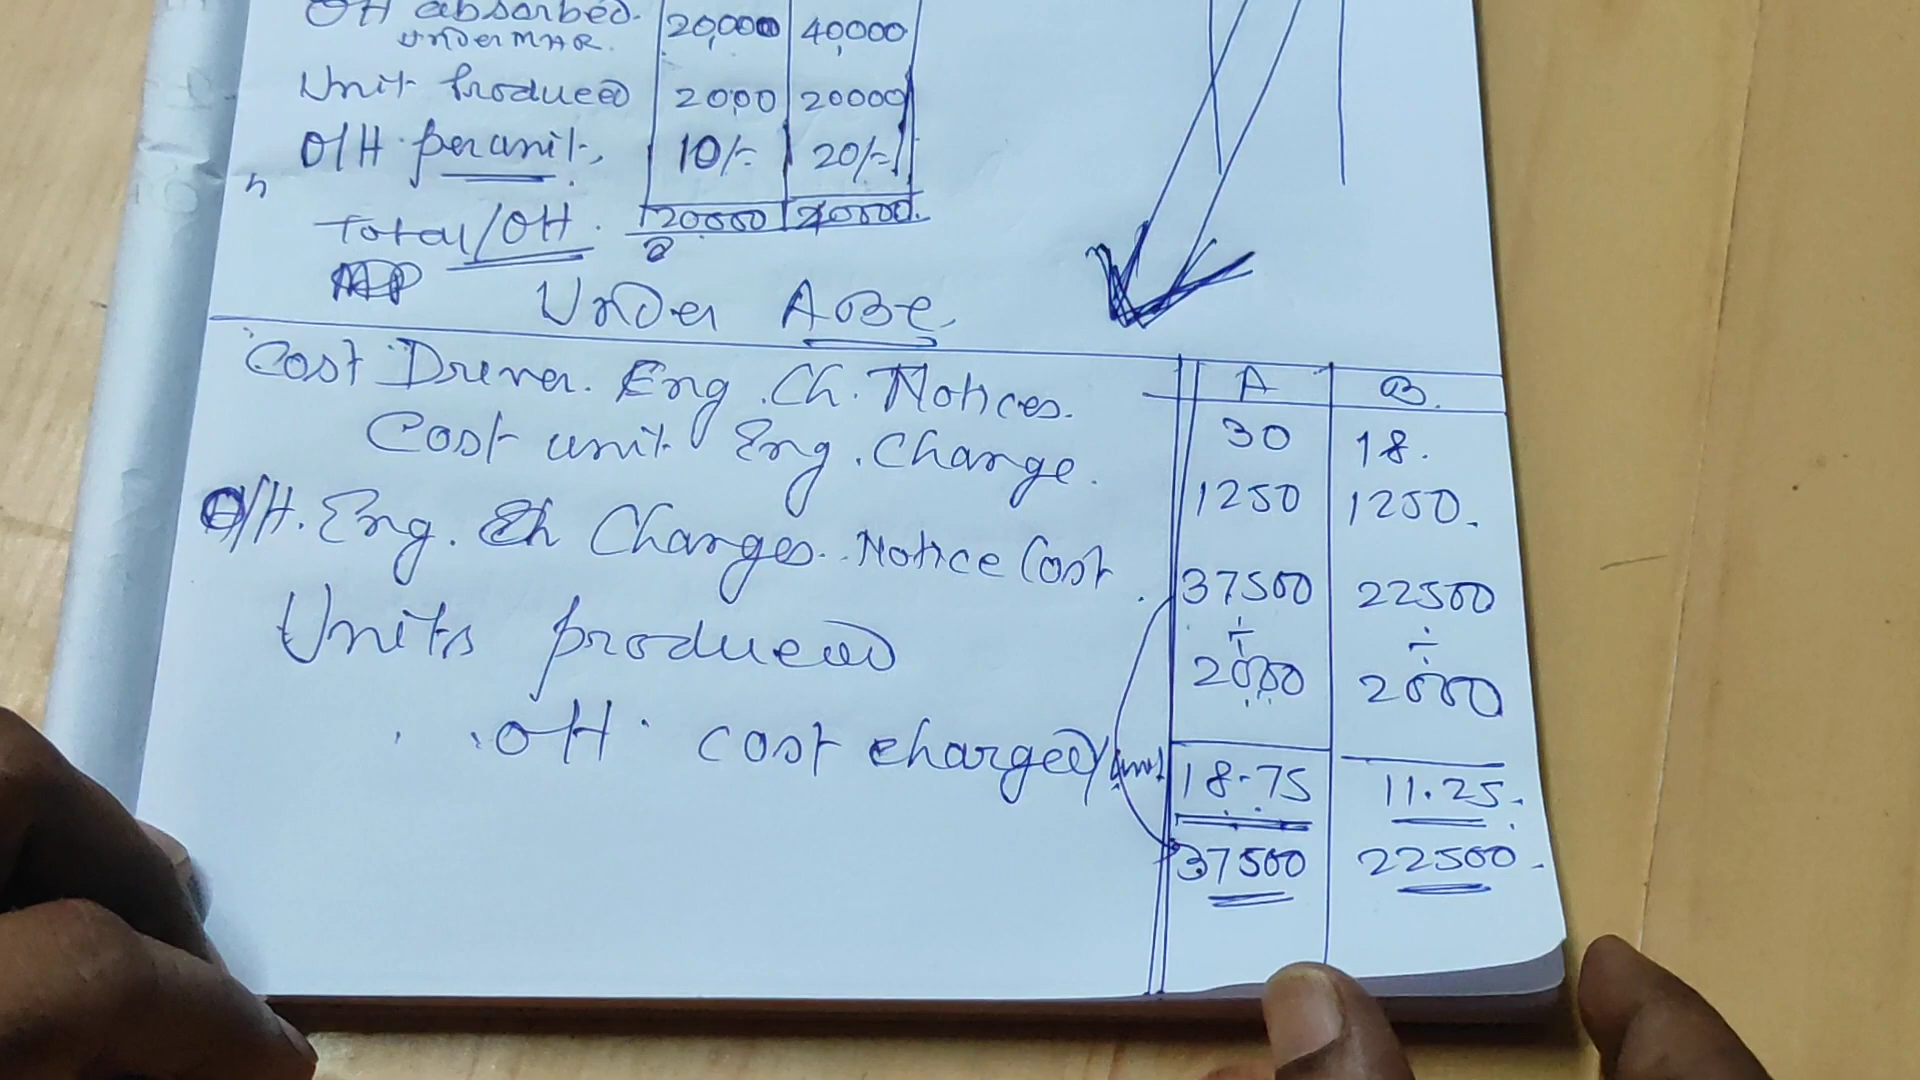 OH absorbed. 20,000 40,000
Under MHR.
Unit Produced 2000 20000
O/H. per unit. 10/- 20/-
Total/OH. 20000 40000.
Under
Cost Driver. Eng. Ch. Notices. A B.
Cost unit Eng. Change. 30 18.
1250 1250.
O/H. Eng. Ch Charges. Notice Cost. 37500 22500
÷ ÷
Units produced 2000 2000
OH. cost charged/unit 18.75 11.25.
37500 22500.